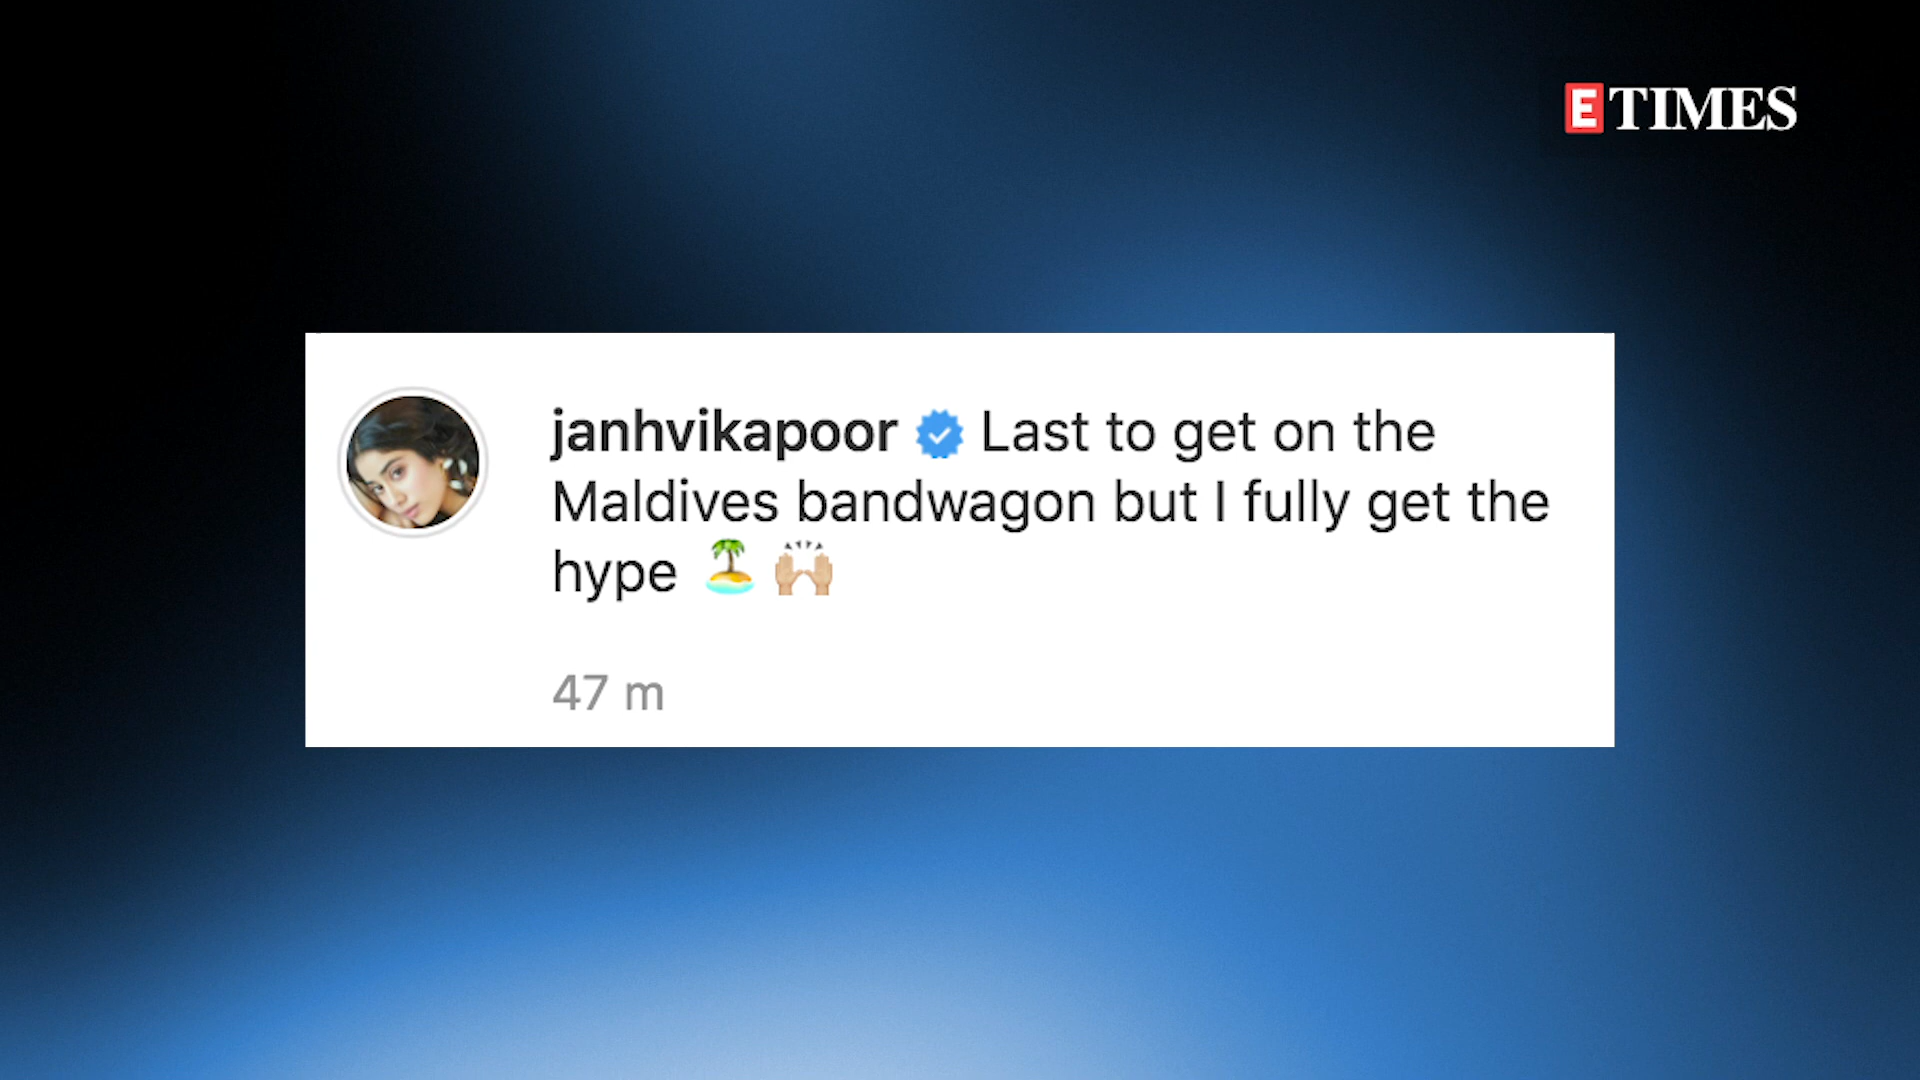 ETIMES
janhvikapoor Last to get on the
Maldives bandwagon but I fully get the
hype 🏝️ 🙌🏼
47 m